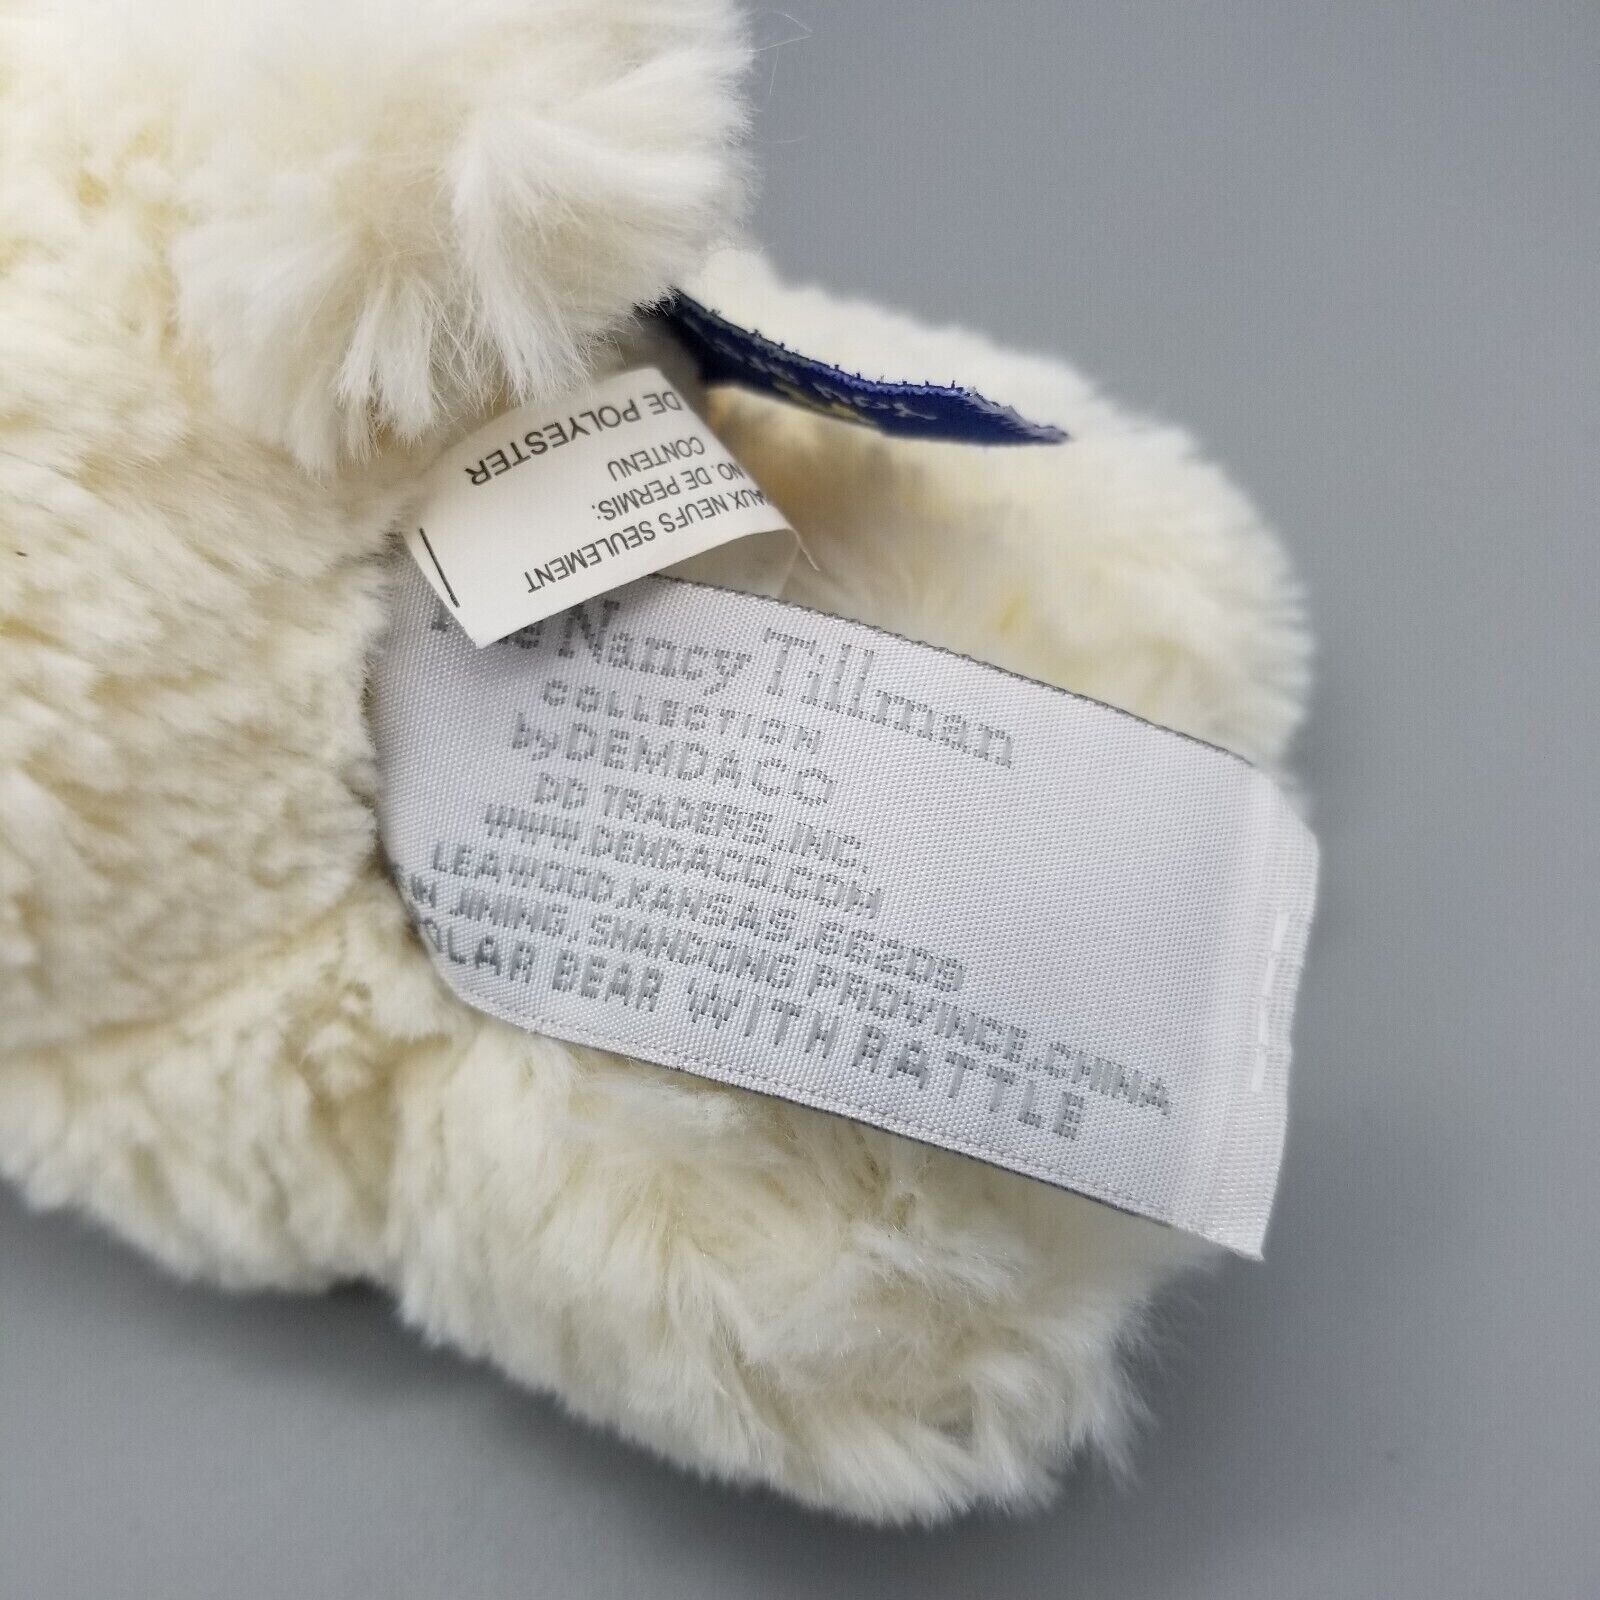 AUX NEUFS SEULEMENT
NO. DE PERMIS:
CONTENU
DE POLYESTER
Nancy Tillman
COLLECTION
by DEMDACO
DD TRADERS, INC.
WWW.DEMDACO.COM
LEAWOOD, KANSAS, 66209
JINING, SHANDONG PROVINCE, CHINA
OLAR BEAR WITH RATTLE